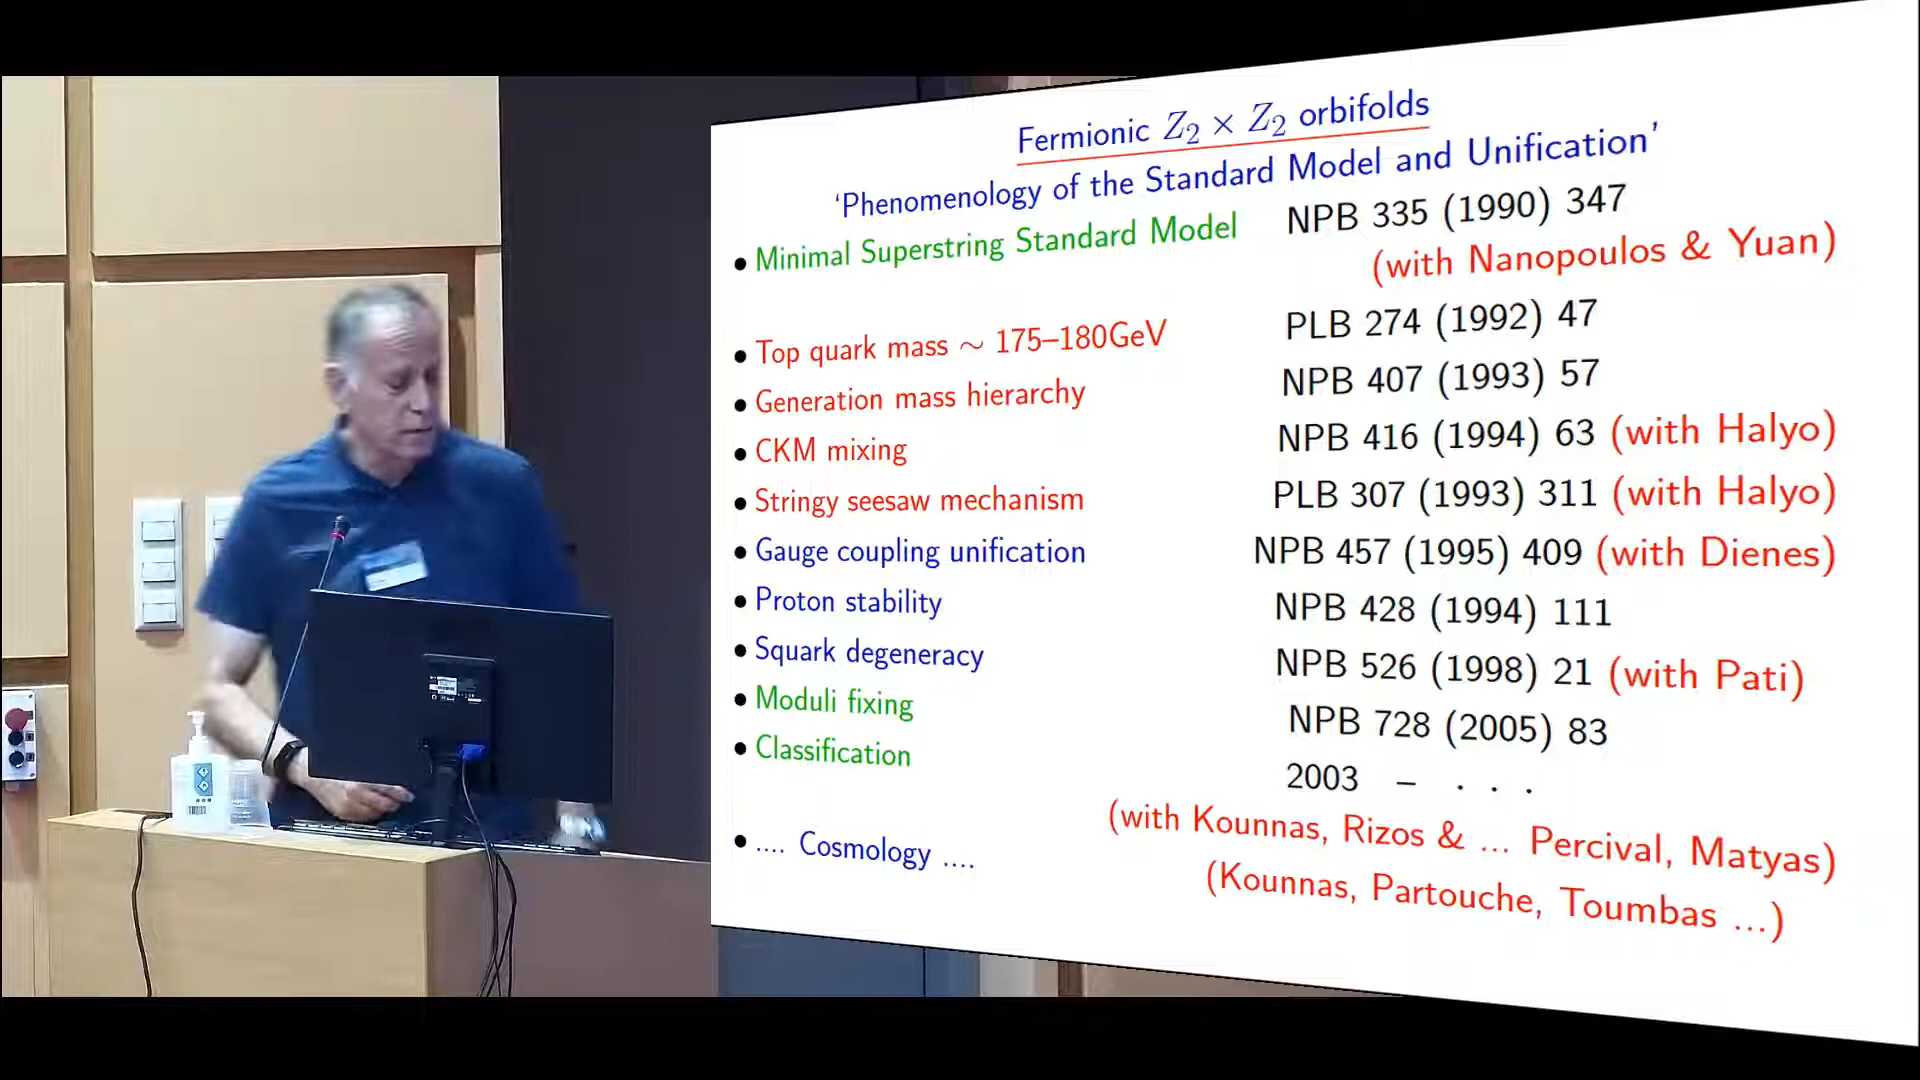 Fermionic Z₂ × Z₂ orbifolds
‘Phenomenology of the Standard Model and Unification’
• Minimal Superstring Standard Model NPB 335 (1990) 347
(with Nanopoulos & Yuan)
• Top quark mass ∼ 175–180GeV PLB 274 (1992) 47
• Generation mass hierarchy NPB 407 (1993) 57
• CKM mixing NPB 416 (1994) 63 (with Halyo)
• Stringy seesaw mechanism PLB 307 (1993) 311 (with Halyo)
• Gauge coupling unification NPB 457 (1995) 409 (with Dienes)
• Proton stability NPB 428 (1994) 111
• Squark degeneracy NPB 526 (1998) 21 (with Pati)
• Moduli fixing NPB 728 (2005) 83
• Classification 2003 – . . .
(with Kounnas, Rizos & ... Percival, Matyas)
• .... Cosmology .... (Kounnas, Partouche, Toumbas ...)